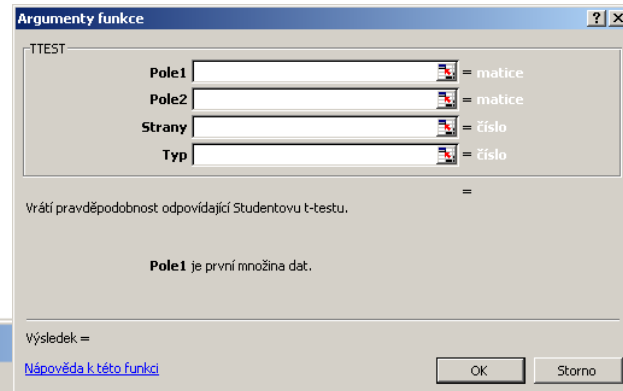 Argumenty funkce
TTEST
Pole1 = matice
Pole2 = matice
Strany = číslo
Typ = číslo
=
Vrátí pravděpodobnost odpovídající Studentovu t-testu.
Pole1 je první množina dat.
Výsledek =
Nápověda k této funkci OK Storno